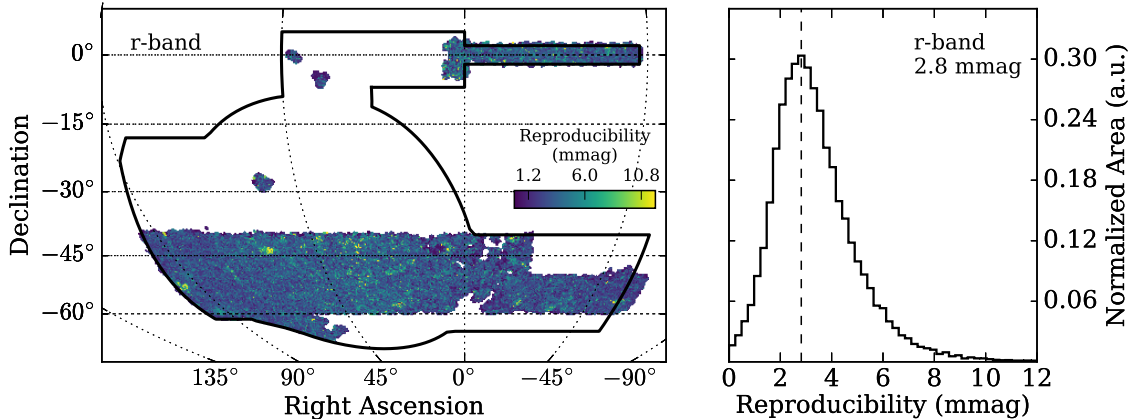 r-band
0°
−15°
−30°
−45°
−60°
Declination
Reproducibility
(mmag)
1.2 6.0 10.8
135° 90° 45° 0° −45° −90°
Right Ascension
r-band
2.8 mmag
0.30
0.24
0.18
0.12
0.06
Normalized Area (a.u.)
0 2 4 6 8 10 12
Reproducibility (mmag)